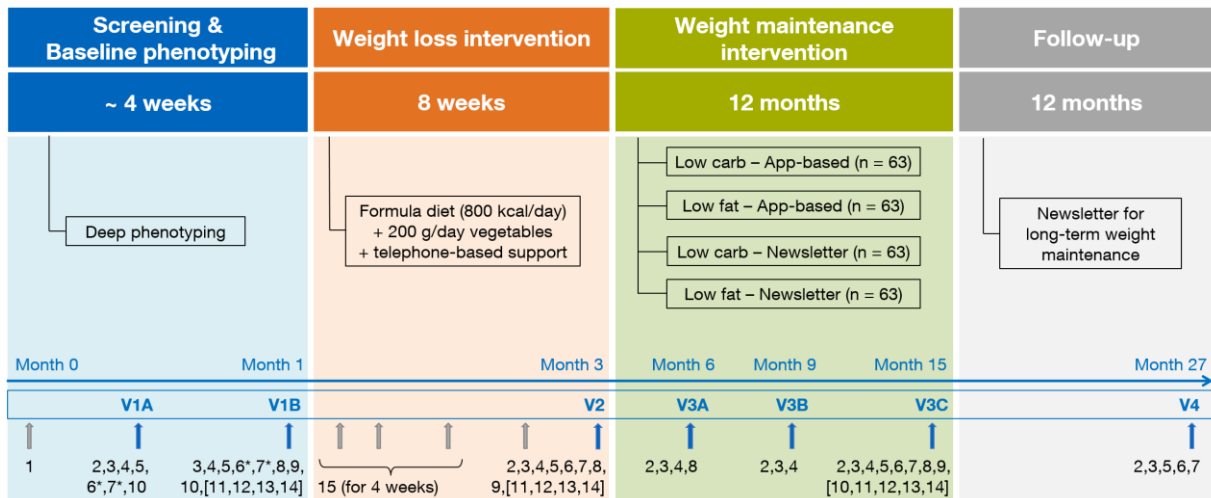 Screening &
Baseline phenotyping
Weight loss intervention
Weight maintenance
intervention
Follow-up
~ 4 weeks
8 weeks
12 months
12 months
Deep phenotyping
Formula diet (800 kcal/day)
+ 200 g/day vegetables
+ telephone-based support
Low carb – App-based (n = 63)
Low fat – App-based (n = 63)
Low carb – Newsletter (n = 63)
Low fat – Newsletter (n = 63)
Newsletter for
long-term weight
maintenance
Month 0
Month 1
Month 3
Month 6
Month 9
Month 15
Month 27
V1A
V1B
V2
V3A
V3B
V3C
V4
1
2,3,4,5,
6*,7*,10
3,4,5,6*,7*,8,9,
10,[11,12,13,14]
15 (for 4 weeks)
2,3,4,5,6,7,8,
9,[11,12,13,14]
2,3,4,8
2,3,4
2,3,4,5,6,7,8,9,
[10,11,12,13,14]
2,3,5,6,7